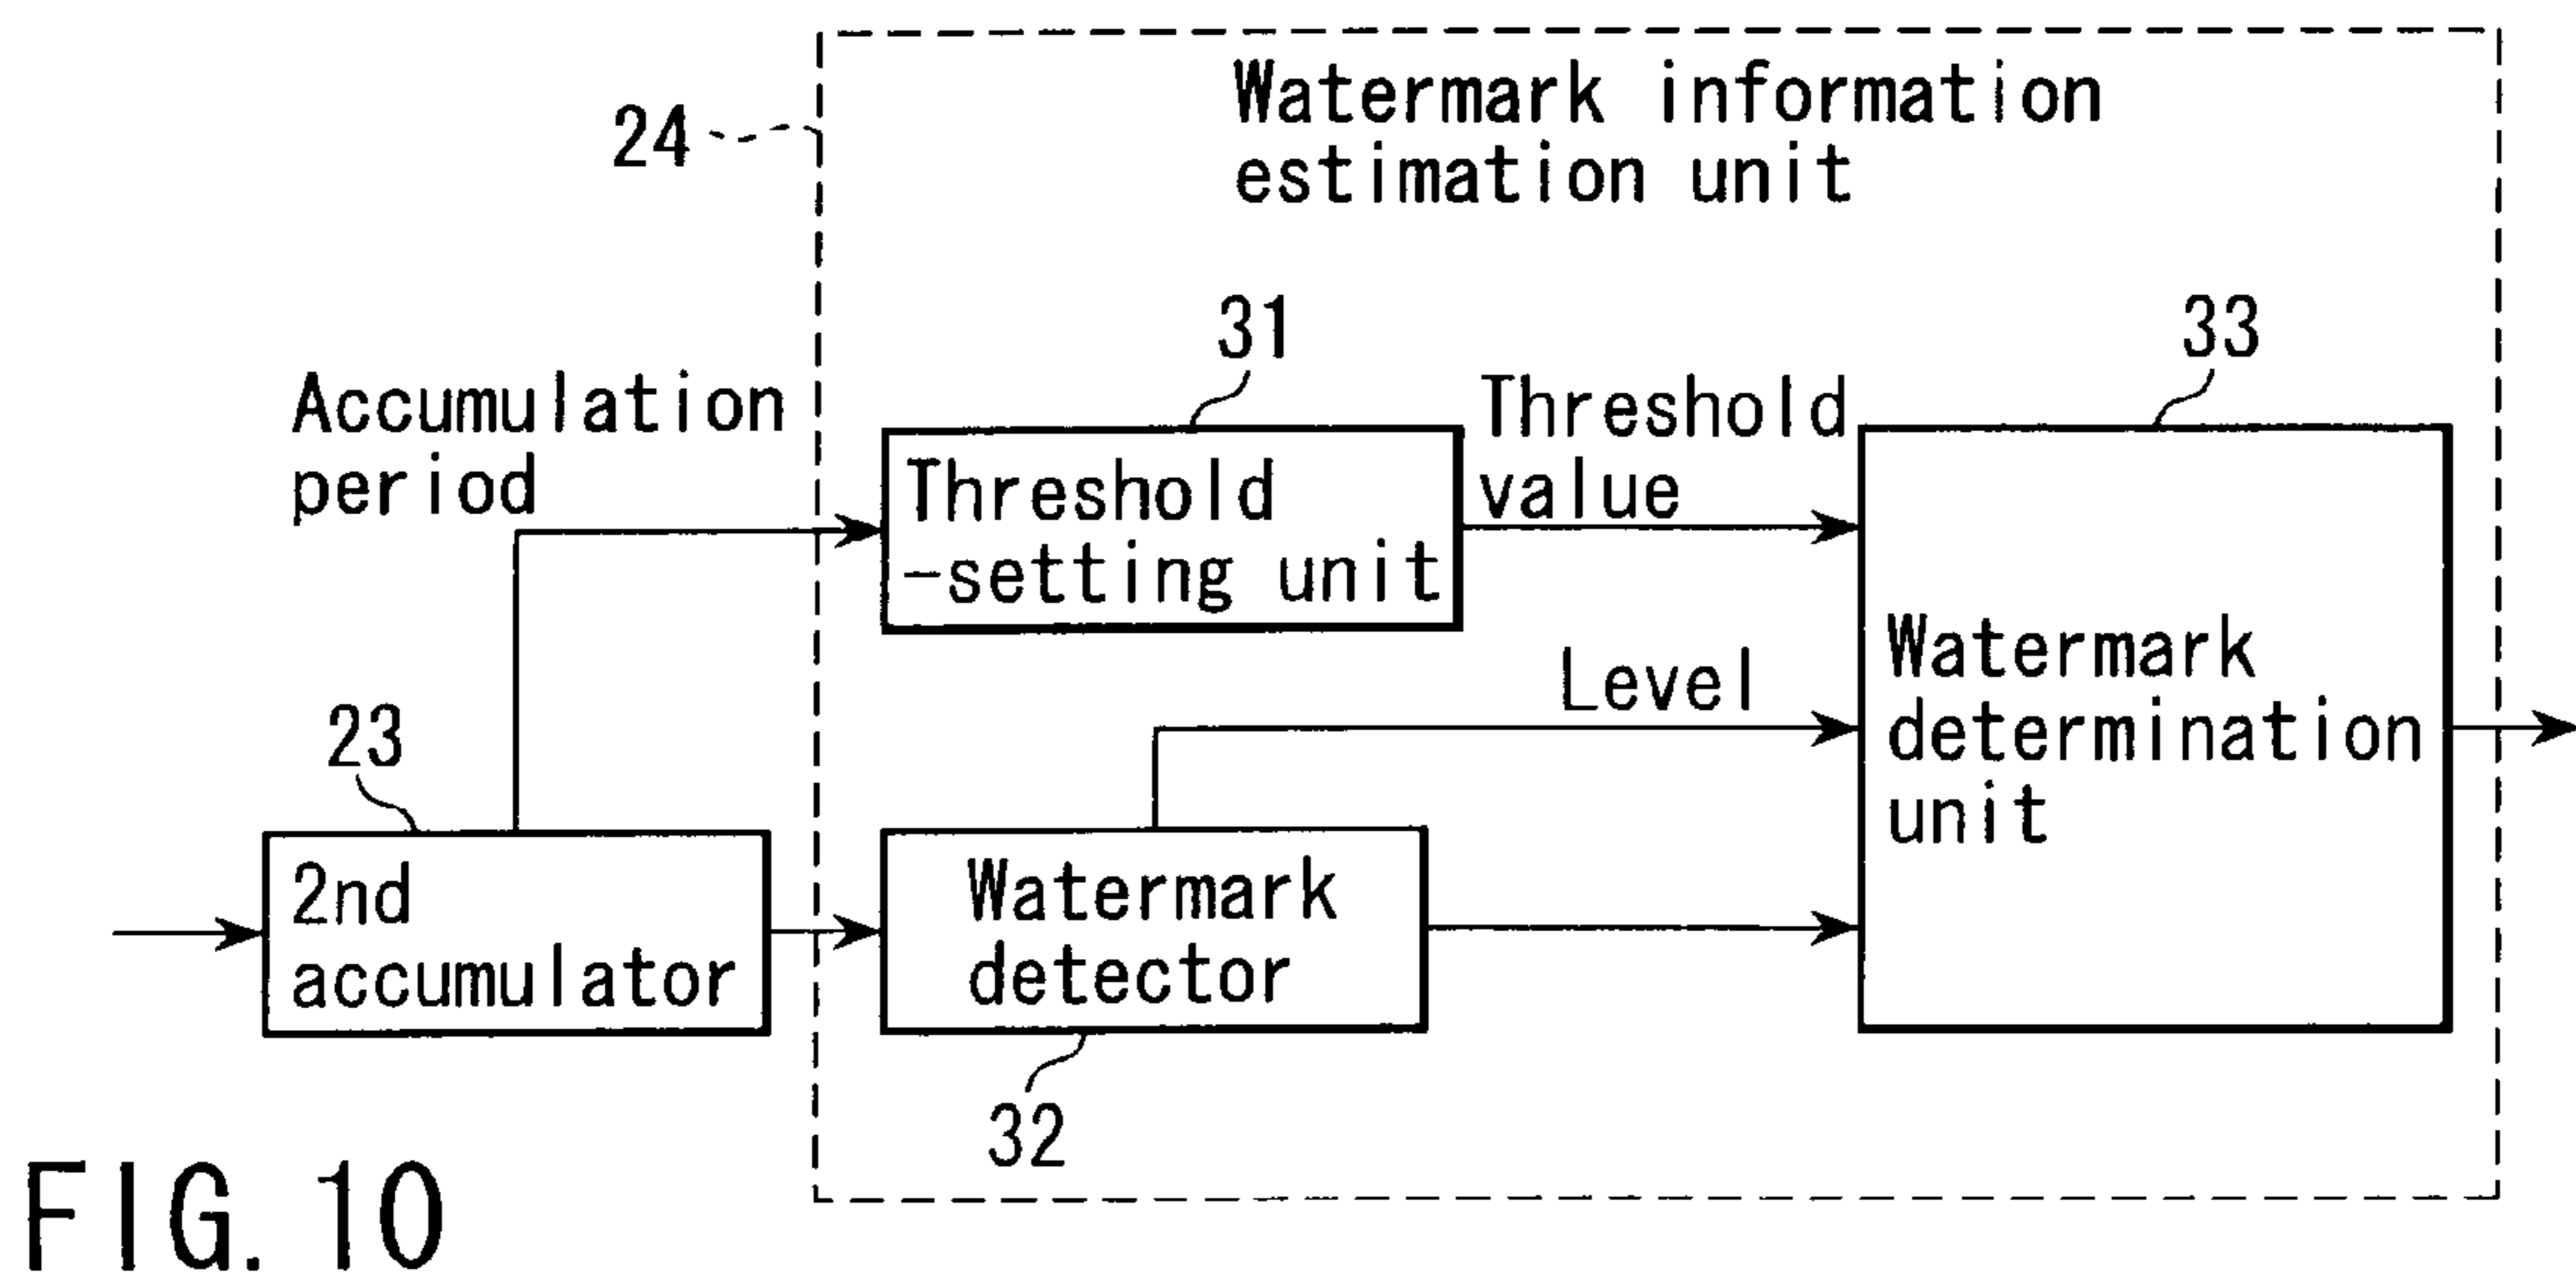 24
Watermark information
estimation unit
31
33
Accumulation
period
Threshold
-setting unit
Threshold
value
Level
Watermark
determination
unit
23
2nd
accumulator
Watermark
detector
32
FIG. 10